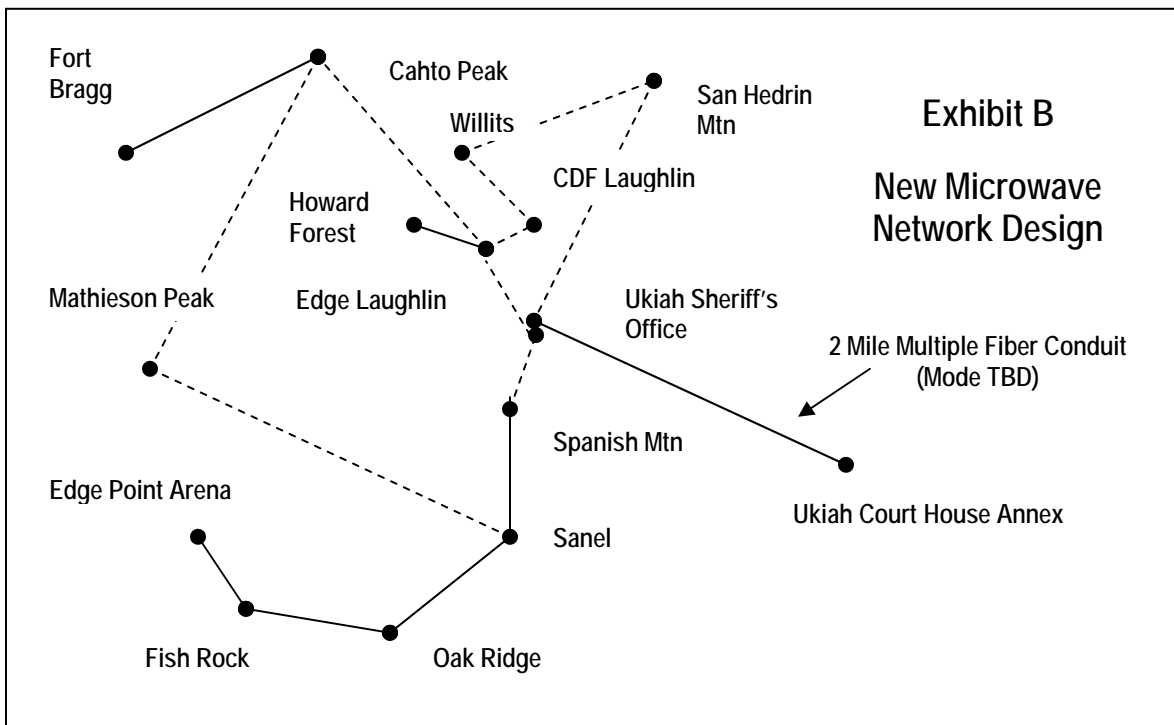 Fort
Bragg
Cahto Peak
Willits
San Hedrin
Mtn
Exhibit B
New Microwave
Network Design
CDF Laughlin
Howard
Forest
Mathieson Peak
Edge Laughlin
Ukiah Sheriff's
Office
2 Mile Multiple Fiber Conduit
(Mode TBD)
Spanish Mtn
Edge Point Arena
Ukiah Court House Annex
Sanel
Fish Rock
Oak Ridge